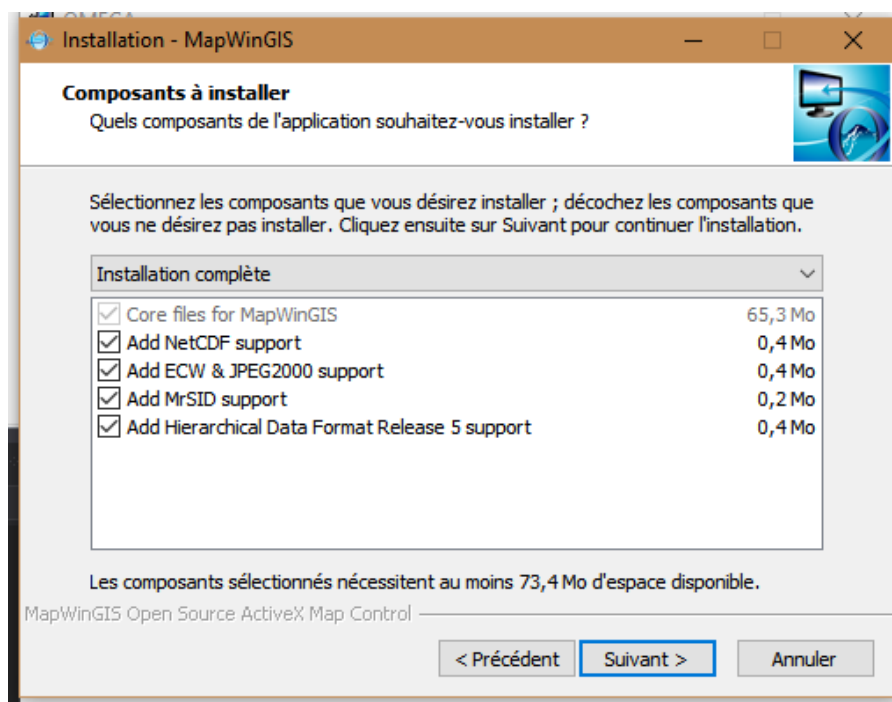 OMEGA
Installation - MapWinGIS
Composants à installer
Quels composants de l'application souhaitez-vous installer ?
Sélectionnez les composants que vous désirez installer ; décochez les composants que
vous ne désirez pas installer. Cliquez ensuite sur Suivant pour continuer l'installation.
Installation complète
Core files for MapWinGIS 65,3 Mo
Add NetCDF support 0,4 Mo
Add ECW & JPEG2000 support 0,4 Mo
Add MrSID support 0,2 Mo
Add Hierarchical Data Format Release 5 support 0,4 Mo
Les composants sélectionnés nécessitent au moins 73,4 Mo d'espace disponible.
MapWinGIS Open Source ActiveX Map Control
< Précédent Suivant > Annuler